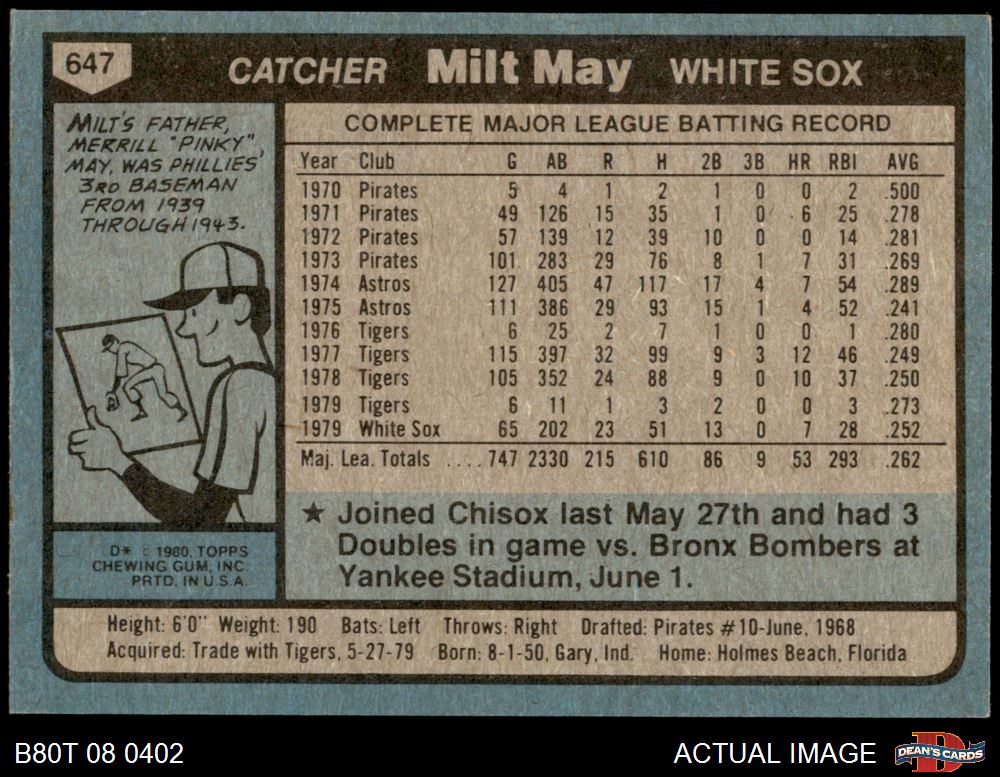 647
CATCHER Milt May WHITE SOX
MILT'S FATHER,
MERRILL "PINKY"
MAY, WAS PHILLIES'
3RD BASEMAN
FROM 1939
THROUGH 1943.
COMPLETE MAJOR LEAGUE BATTING RECORD
Year Club G AB R H 2B 3B HR RBI AVG
1970 Pirates 5 4 1 2 1 0 0 2 .500
1971 Pirates 49 126 15 35 1 0 6 25 .278
1972 Pirates 57 139 12 39 10 0 0 14 .281
1973 Pirates 101 283 29 76 8 1 7 31 .269
1974 Astros 127 405 47 117 17 4 7 54 .289
1975 Astros 111 386 29 93 15 1 4 52 .241
1976 Tigers 6 25 2 7 1 0 0 1 .280
1977 Tigers 115 397 32 99 9 3 12 46 .249
1978 Tigers 105 352 24 88 9 0 10 37 .250
1979 Tigers 6 11 1 3 2 0 0 3 .273
1979 White Sox 65 202 23 51 13 0 7 28 .252
Maj. Lea. Totals ....747 2330 215 610 86 9 53 293 .262
★ Joined Chisox last May 27th and had 3
Doubles in game vs. Bronx Bombers at
Yankee Stadium, June 1.
D* © 1980, TOPPS
CHEWING GUM, INC.
PRTD. IN U.S.A.
Height: 6'0" Weight: 190 Bats: Left Throws: Right Drafted: Pirates #10-June, 1968
Acquired: Trade with Tigers, 5-27-79 Born: 8-1-50, Gary, Ind. Home: Holmes Beach, Florida
B80T 08 0402
ACTUAL IMAGE
D
DEAN'S CARDS